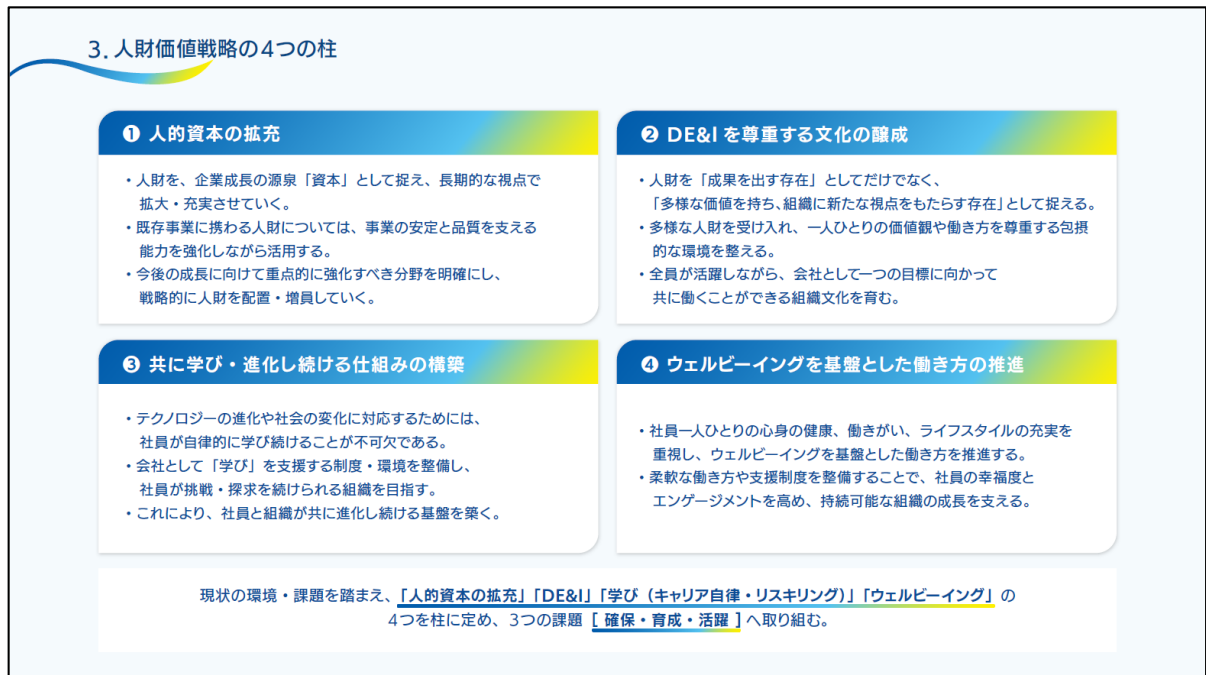 3. 人財価値戦略の4つの柱
❶ 人的資本の拡充
・人財を、企業成長の源泉「資本」として捉え、長期的な視点で
拡大・充実させていく。
・既存事業に携わる人財については、事業の安定と品質を支える
能力を強化しながら活用する。
・今後の成長に向けて重点的に強化すべき分野を明確にし、
戦略的に人財を配置・増員していく。
❷ DE&I を尊重する文化の醸成
・人財を「成果を出す存在」としてだけでなく、
「多様な価値を持ち、組織に新たな視点をもたらす存在」として捉える。
・多様な人財を受け入れ、一人ひとりの価値観や働き方を尊重する包摂
的な環境を整える。
・全員が活躍しながら、会社として一つの目標に向かって
共に働くことができる組織文化を育む。
❸ 共に学び・進化し続ける仕組みの構築
・テクノロジーの進化や社会の変化に対応するためには、
社員が自律的に学び続けることが不可欠である。
・会社として「学び」を支援する制度・環境を整備し、
社員が挑戦・探求を続けられる組織を目指す。
・これにより、社員と組織が共に進化し続ける基盤を築く。
❹ ウェルビーイングを基盤とした働き方の推進
・社員一人ひとりの心身の健康、働きがい、ライフスタイルの充実を
重視し、ウェルビーイングを基盤とした働き方を推進する。
・柔軟な働き方や支援制度を整備することで、社員の幸福度と
エンゲージメントを高め、持続可能な組織の成長を支える。
現状の環境・課題を踏まえ、「人的資本の拡充」「DE&I」「学び（キャリア自律・リスキリング）」「ウェルビーイング」の
4つを柱に定め、3つの課題 [ 確保・育成・活躍 ] へ取り組む。